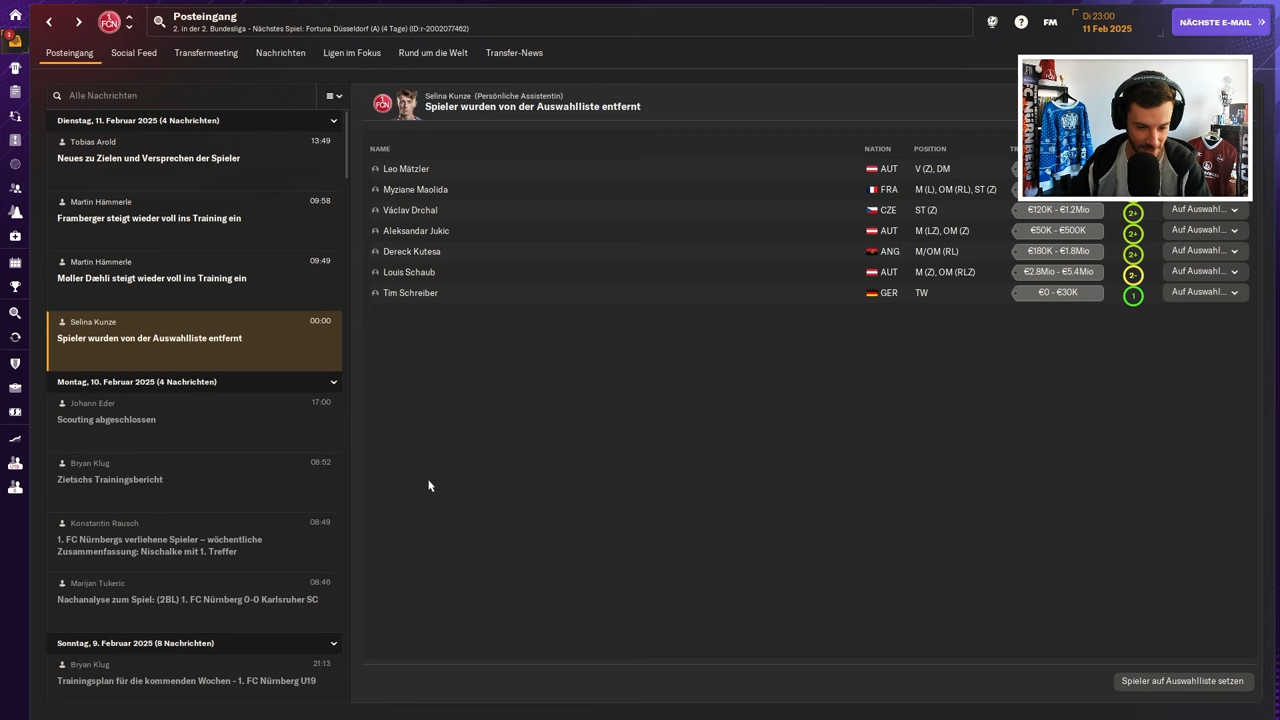 Posteingang
2. in der 2. Bundesliga - Nächstes Spiel: Fortuna Düsseldorf (A) (4 Tage) (ID:r-2002077462)
FM
Di 23:00
11 Feb 2025
NÄCHSTE E-MAIL
3
Posteingang
Social Feed
Transfermeeting
Nachrichten
Ligen im Fokus
Rund um die Welt
Transfer-News
Alle Nachrichten
Dienstag, 11. Februar 2025 (4 Nachrichten)
Tobias Arold 13:49
Neues zu Zielen und Versprechen der Spieler
Martin Hämmerle 09:58
Framberger steigt wieder voll ins Training ein
Martin Hämmerle 09:49
Møller Dæhli steigt wieder voll ins Training ein
Selina Kunze 00:00
Spieler wurden von der Auswahlliste entfernt
Montag, 10. Februar 2025 (4 Nachrichten)
Johann Eder 17:00
Scouting abgeschlossen
Bryan Klug 08:52
Zietschs Trainingsbericht
Konstantin Rausch 08:49
1. FC Nürnbergs verliehene Spieler – wöchentliche
Zusammenfassung: Nischalke mit 1. Treffer
Marijan Tukeric 08:46
Nachanalyse zum Spiel: (2BL) 1. FC Nürnberg 0-0 Karlsruher SC
Sonntag, 9. Februar 2025 (8 Nachrichten)
Bryan Klug 21:13
Trainingsplan für die kommenden Wochen - 1. FC Nürnberg U19
Selina Kunze (Persönliche Assistentin)
Spieler wurden von der Auswahlliste entfernt
NAME NATION POSITION
Leo Mätzler AUT V (Z), DM
Myziane Maolida FRA M (L), OM (RL), ST (Z)
Václav Drchal CZE ST (Z) €120K - €1.2Mio 2+ Auf Auswahl...
Aleksandar Jukic AUT M (LZ), OM (Z) €50K - €500K 2+ Auf Auswahl...
Dereck Kutesa ANG M/OM (RL) €180K - €1.8Mio 2+ Auf Auswahl...
Louis Schaub AUT M (Z), OM (RLZ) €2.8Mio - €5.4Mio 2- Auf Auswahl...
Tim Schreiber GER TW €0 - €30K 1 Auf Auswahl...
Spieler auf Auswahlliste setzen